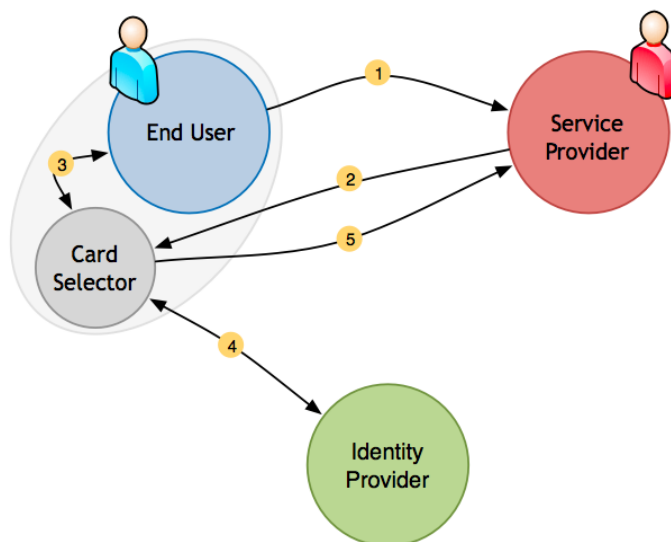 1
End User
Service
Provider
3
2
5
Card
Selector
4
Identity
Provider